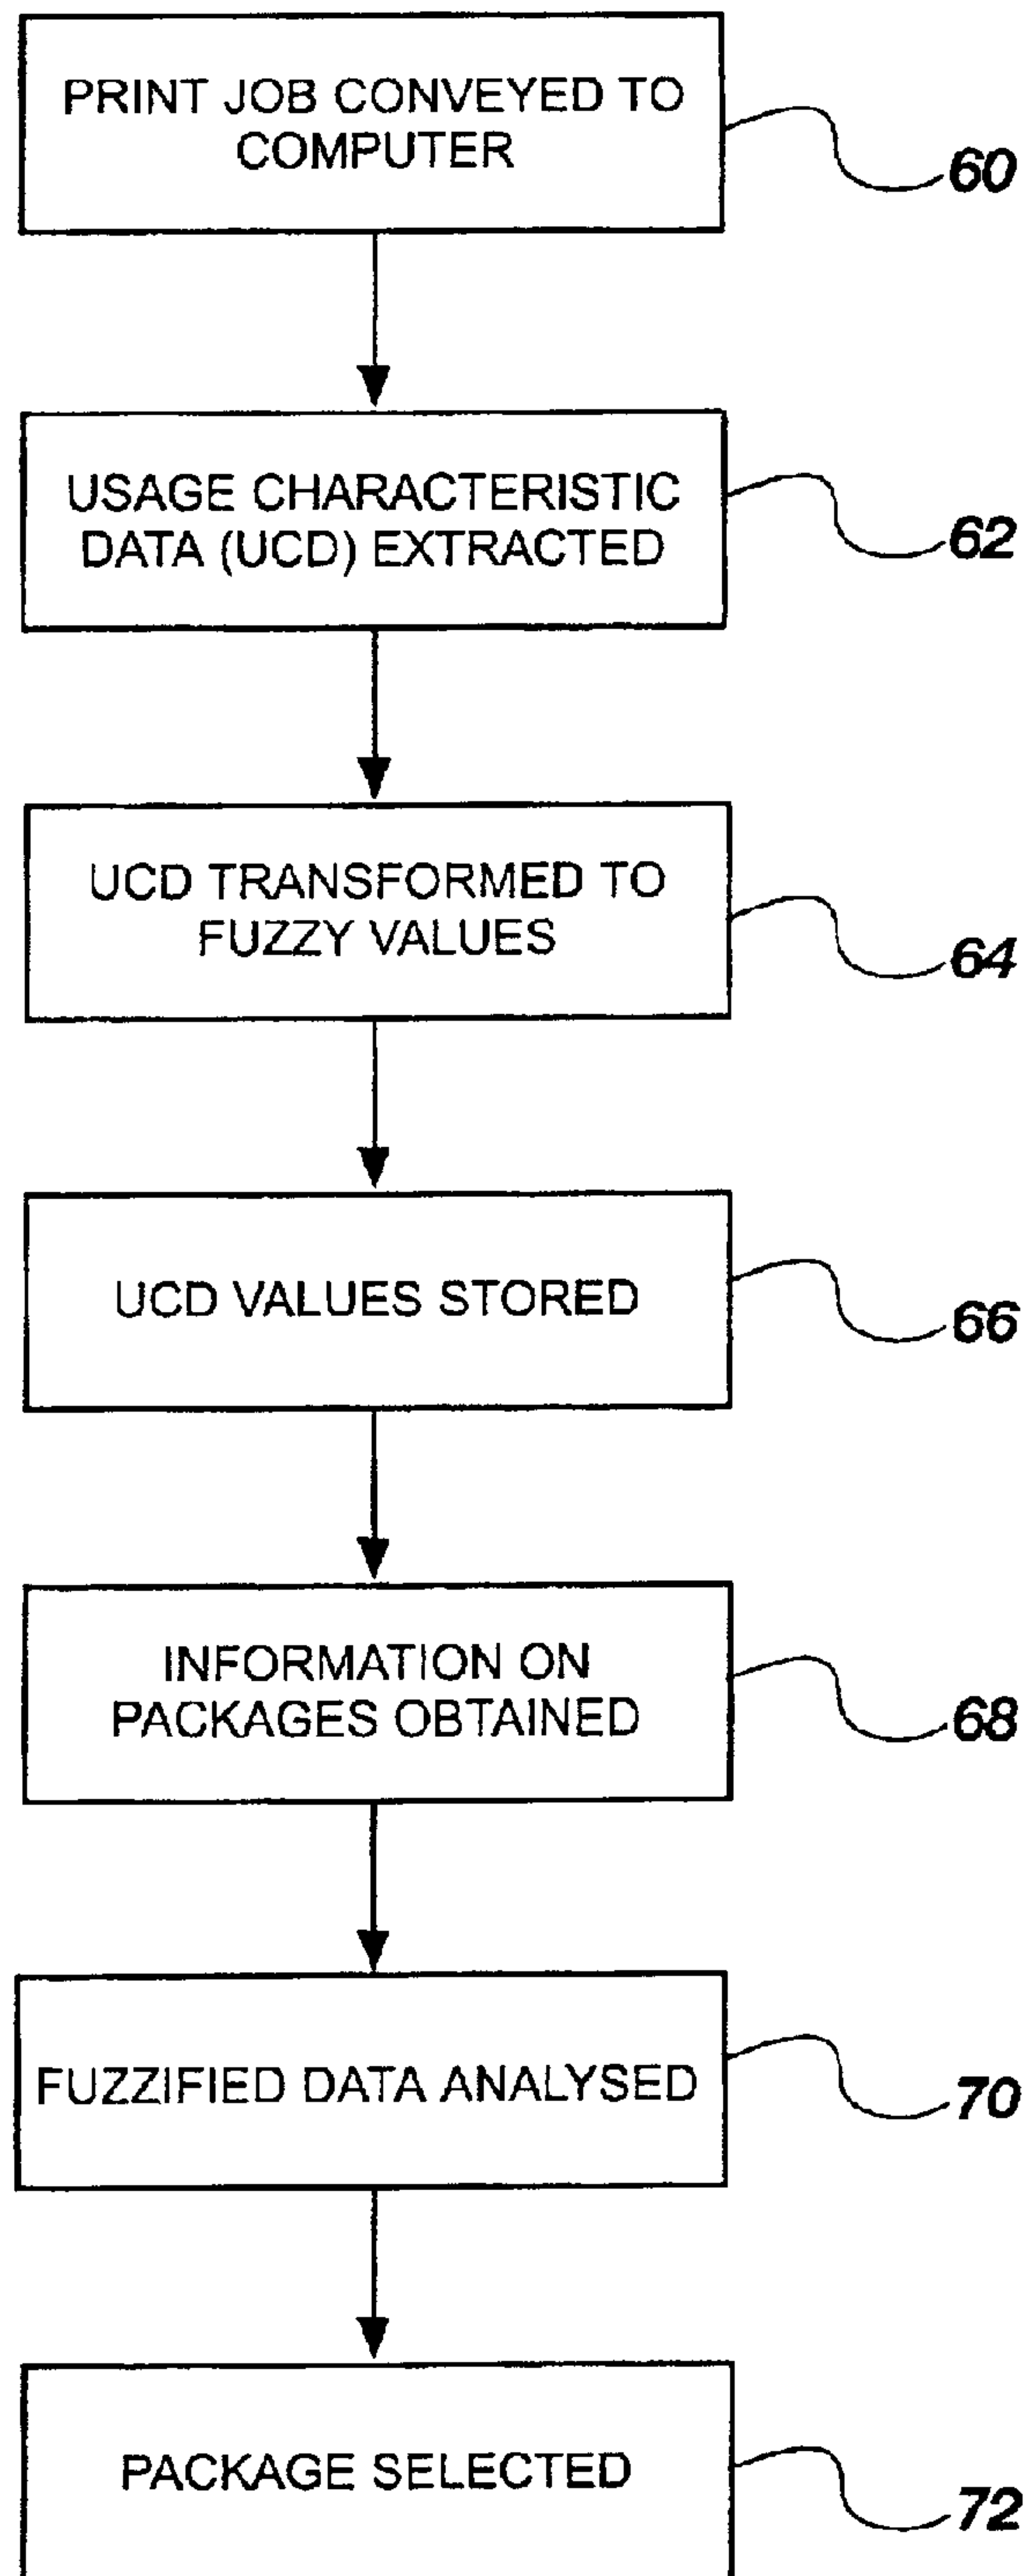 PRINT JOB CONVEYED TO
COMPUTER
60
USAGE CHARACTERISTIC
DATA (UCD) EXTRACTED
62
UCD TRANSFORMED TO
FUZZY VALUES
64
UCD VALUES STORED
66
INFORMATION ON
PACKAGES OBTAINED
68
FUZZIFIED DATA ANALYSED
70
PACKAGE SELECTED
72